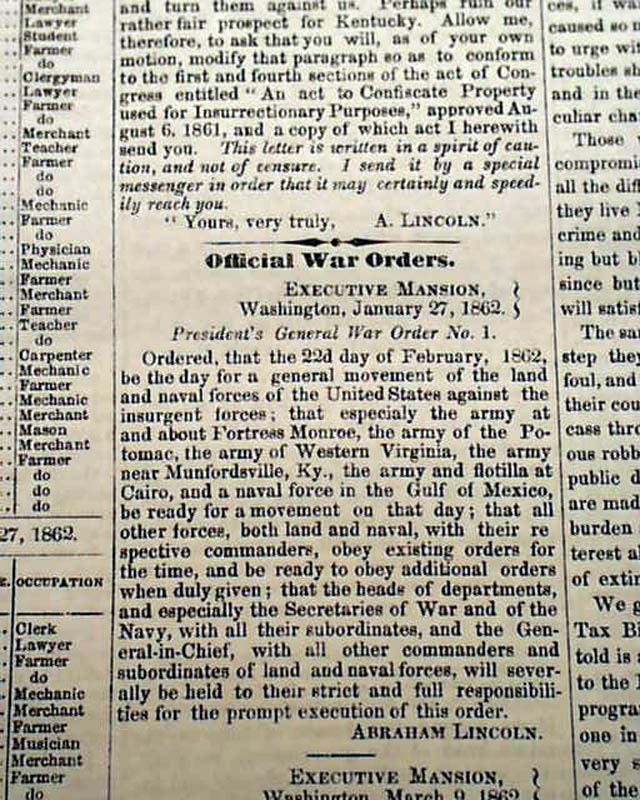 Merchant
Lawyer
Student
Farmer
do
Clergyman
Lawyer
Farmer
do
Merchant
Teacher
Farmer
do
do
Mechanic
Farmer
do
Physician
Mechanic
Farmer
Merchant
Farmer
Teacher
do
Carpenter
Mechanic
Farmer
Mechanic
Merchant
Mason
Merchant
Farmer
do
do
do
27, 1862.
OCCUPATION
Clerk
Lawyer
Farmer
do
Mechanic
Merchant
Farmer
Musician
Merchant
Farmer
do
and turn them against us. Perhaps ruin our
rather fair prospect for Kentucky. Allow me,
therefore, to ask that you will, as of your own
motion, modify that paragraph so as to conform
to the first and fourth sections of the act of Con-
gress entitled "An act to Confiscate Property
used for Insurrectionary Purposes," approved Au-
gust 6, 1861, and a copy of which act I herewith
send you. This letter is written in a spirit of cau-
tion, and not of censure. I send it by a special
messenger in order that it may certainly and speed-
ily reach you.
"Yours, very truly, A. LINCOLN."
Official War Orders.
EXECUTIVE MANSION, }
Washington, January 27, 1862. }
President's General War Order No. 1.
Ordered, that the 22d day of February, 1862,
be the day for a general movement of the land
and naval forces of the United States against the
insurgent forces; that especialy the army at
and about Fortress Monroe, the army of the Po-
tomac, the army of Western Virginia, the army
near Munfordsville, Ky., the army and flotilla at
Cairo, and a naval force in the Gulf of Mexico,
be ready for a movement on that day; that all
other forces, both land and naval, with their re
spective commanders, obey existing orders for
the time, and be ready to obey additional orders
when duly given; that the heads of departments,
and especially the Secretaries of War and of the
Navy, with all their subordinates, and the Gen-
eral-in-Chief, with all other commanders and
subordinates of land and naval forces, will sever-
ally be held to their strict and full responsibili-
ties for the prompt execution of this order.
ABRAHAM LINCOLN.
EXECUTIVE MANSION, }
Washington, March 9, 1862
ces, if
caused so
to urge
troubles
and in the
culiar
Those
compromi
all the
they live
crime and
ing but
since but
will
The
step they
foul, and
their
cass
ous
public
are made
burden
terest
of
We
Tax
told is
to the
progra
one in
very
of the